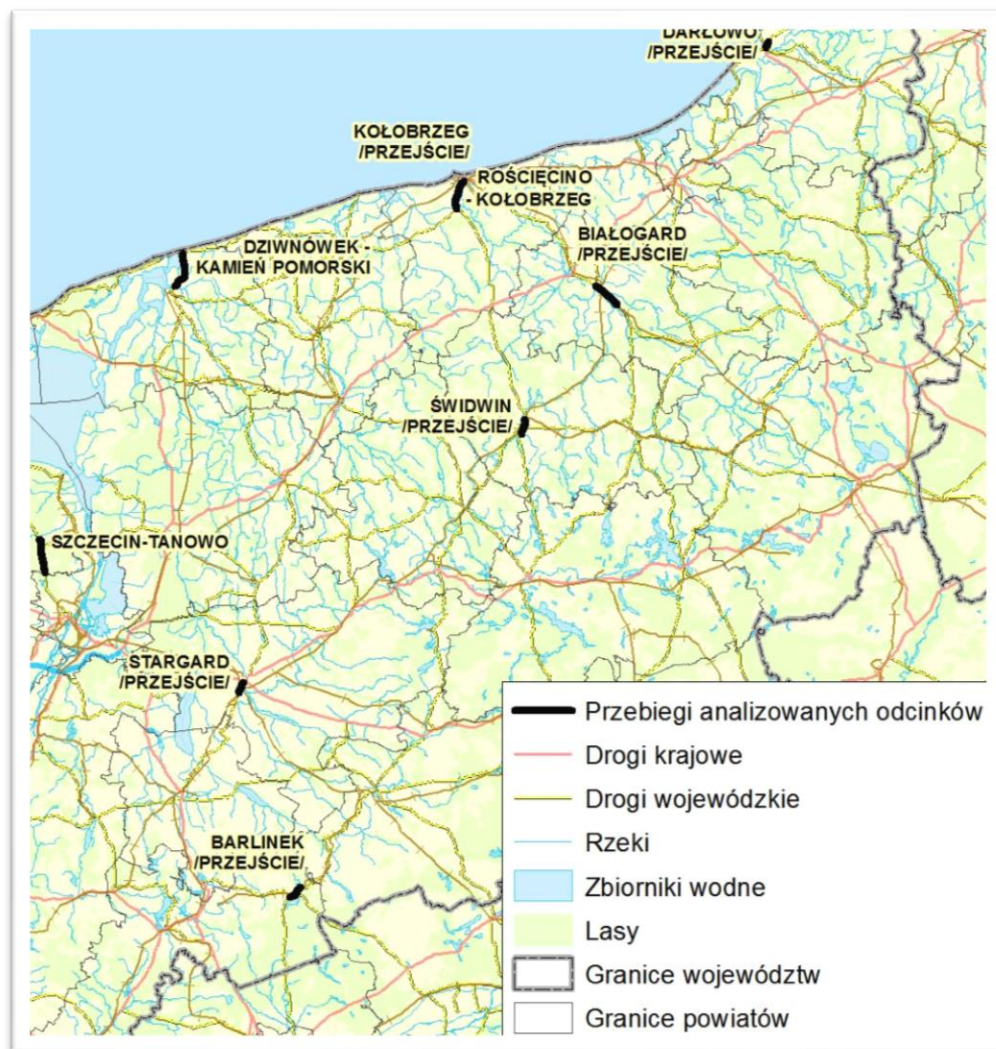 DARŁOWO
/PRZEJŚCIE/
KOŁOBRZEG
/PRZEJŚCIE/
ROŚCIĘCINO
- KOŁOBRZEG
BIAŁOGARD
/PRZEJŚCIE/
DZIWNÓWEK -
KAMIEŃ POMORSKI
ŚWIDWIN
/PRZEJŚCIE/
SZCZECIN-TANOWO
STARGARD
/PRZEJŚCIE/
BARLINEK
/PRZEJŚCIE/
Przebiegi analizowanych odcinków
Drogi krajowe
Drogi wojewódzkie
Rzeki
Zbiorniki wodne
Lasy
Granice województw
Granice powiatów